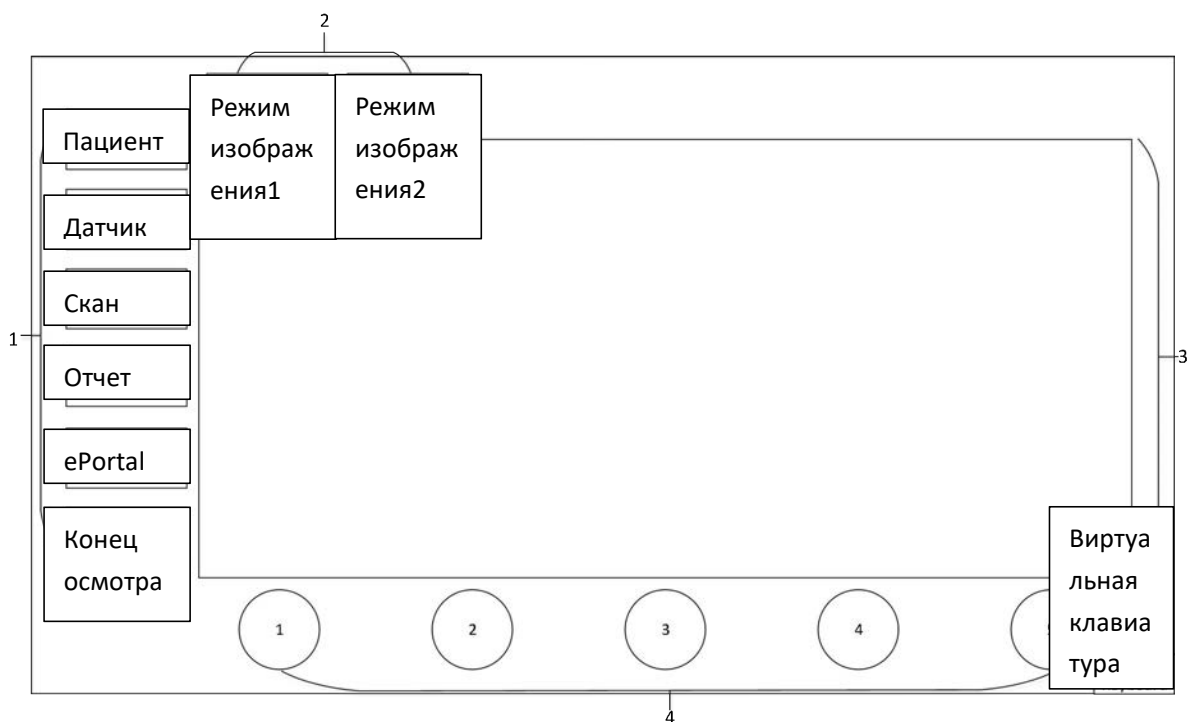 2
Режим
изображ
ения1
Режим
изображ
ения2
Пациент
Датчик
Скан
1
Отчет
3
ePortal
Конец
осмотра
Виртуа
льная
клавиа
тура
1
2
3
4
4